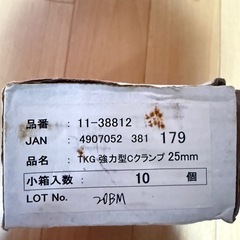 品番： 11-38812
JAN 4907052 381 179
品名： TKG 強力型Cクランプ 25mm
小箱入数： 10 個
LOT No. 20BM